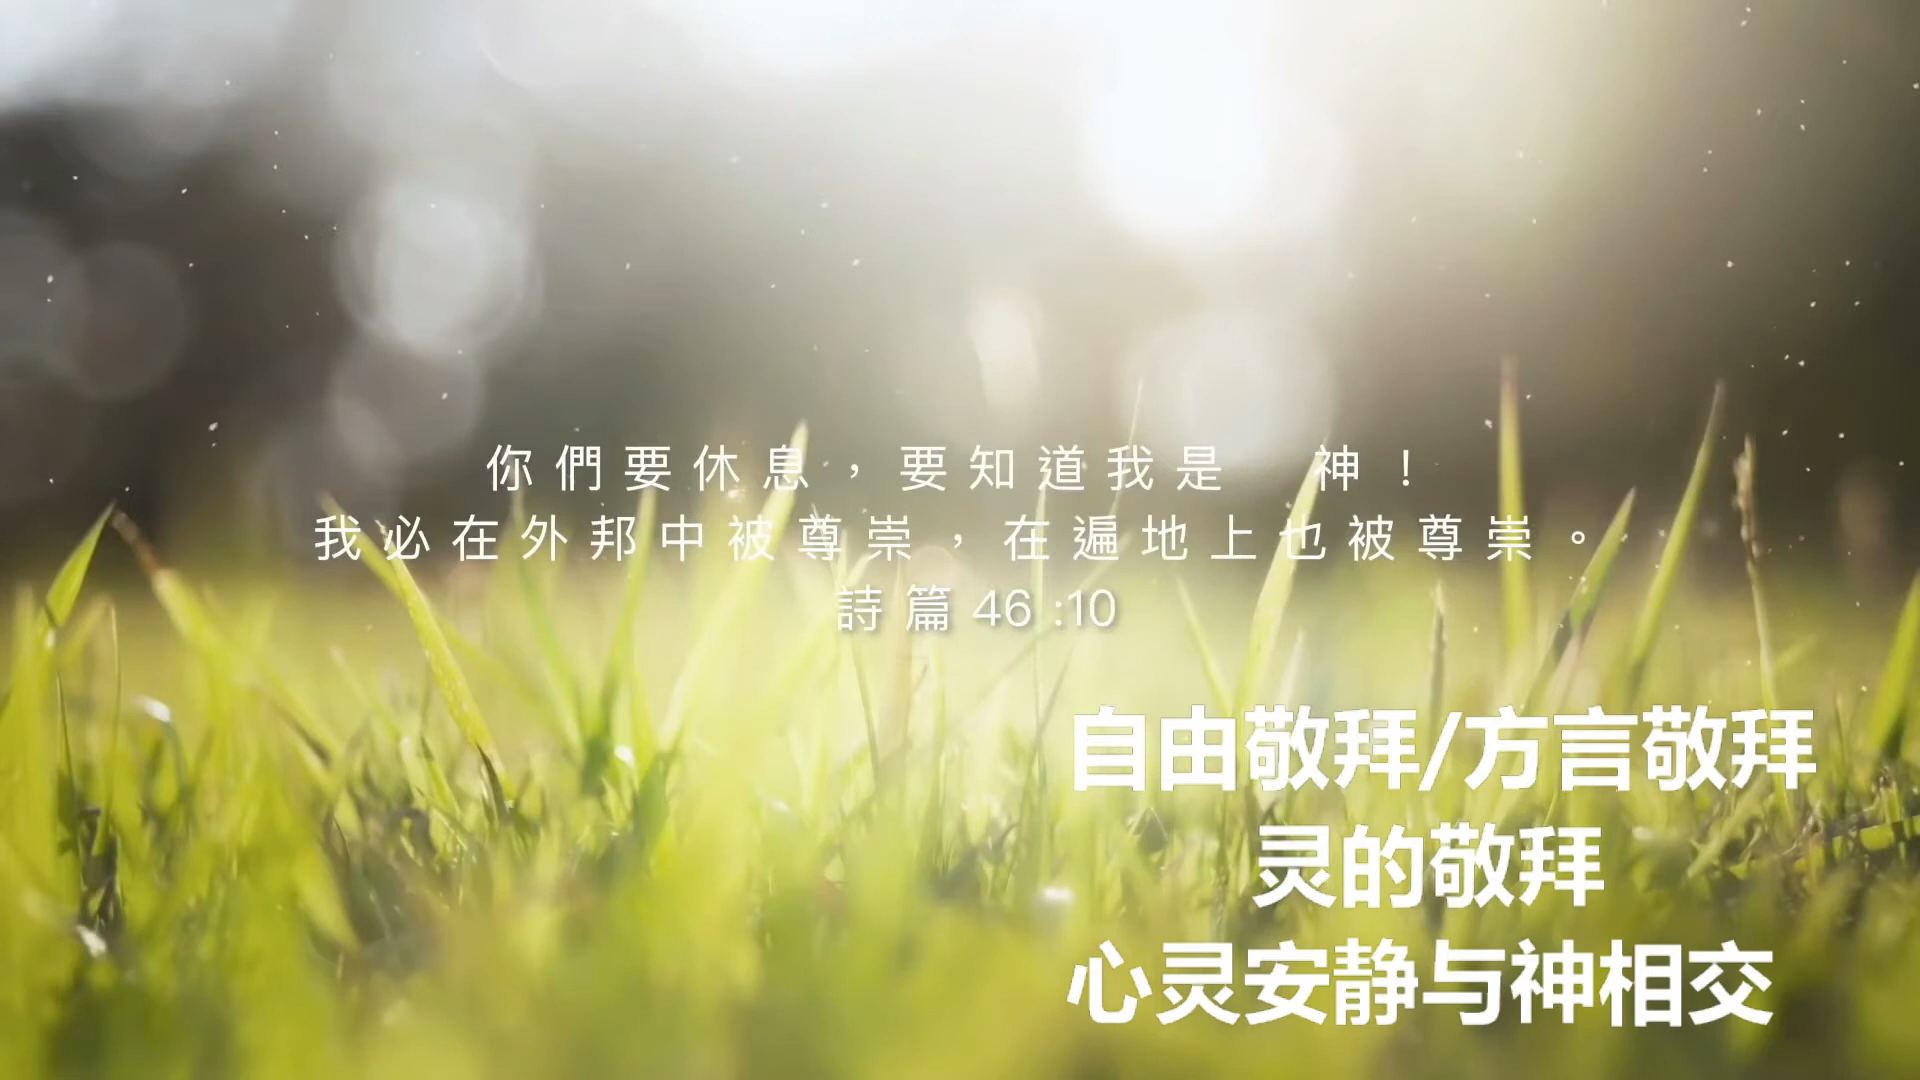 你們要休息，要知道我是　神！
我必在外邦中被尊崇，在遍地上也被尊崇。
詩篇46:10
自由敬拜/方言敬拜
灵的敬拜
心灵安静与神相交